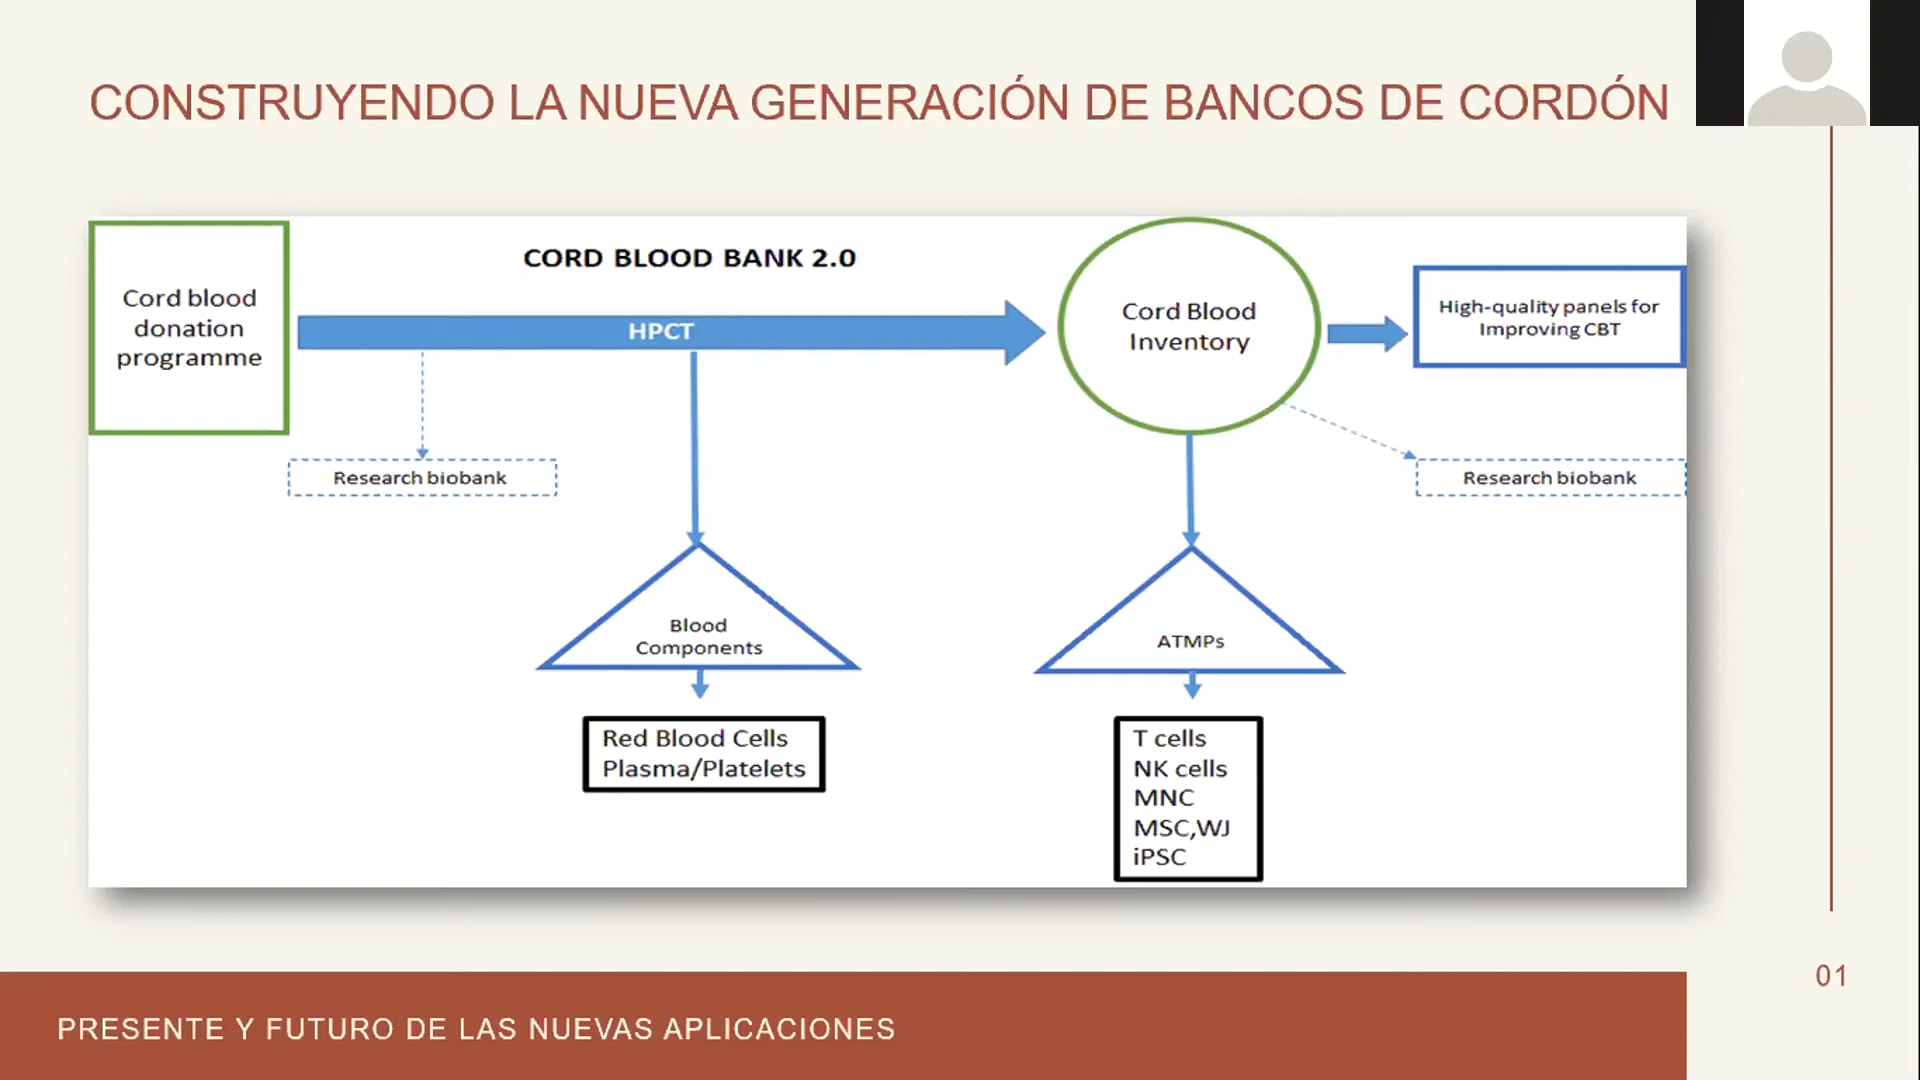 CONSTRUYENDO LA NUEVA GENERACIÓN DE BANCOS DE CORDÓN
CORD BLOOD BANK 2.0
Cord blood
donation
programme
HPCT
Cord Blood
Inventory
High-quality panels for
Improving CBT
Research biobank
Research biobank
Blood
Components
ATMPs
Red Blood Cells
Plasma/Platelets
T cells
NK cells
MNC
MSC,WJ
iPSC
01
PRESENTE Y FUTURO DE LAS NUEVAS APLICACIONES